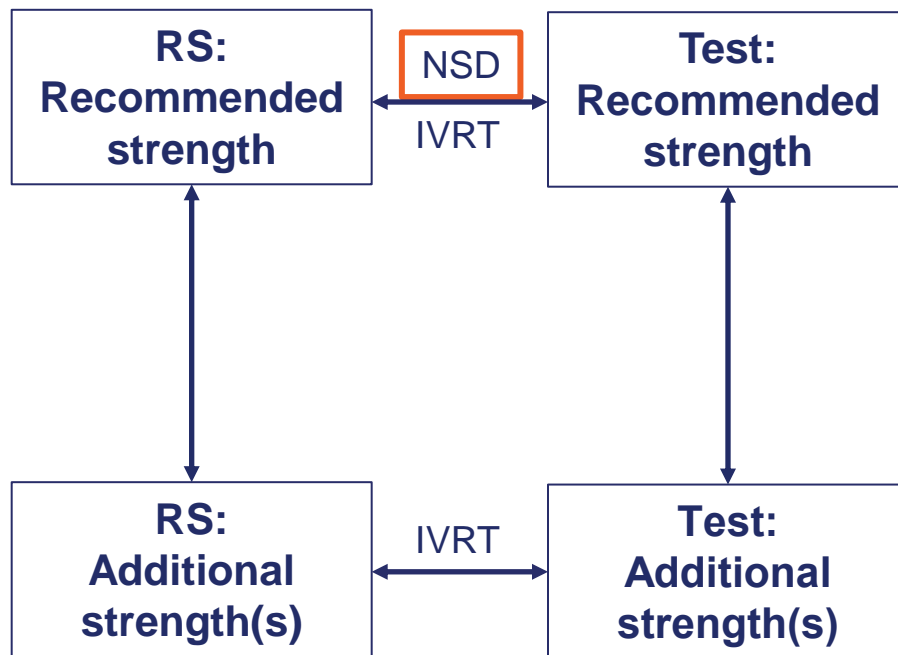 RS:
Recommended
strength
NSD
IVRT
Test:
Recommended
strength
RS:
Additional
strength(s)
IVRT
Test:
Additional
strength(s)